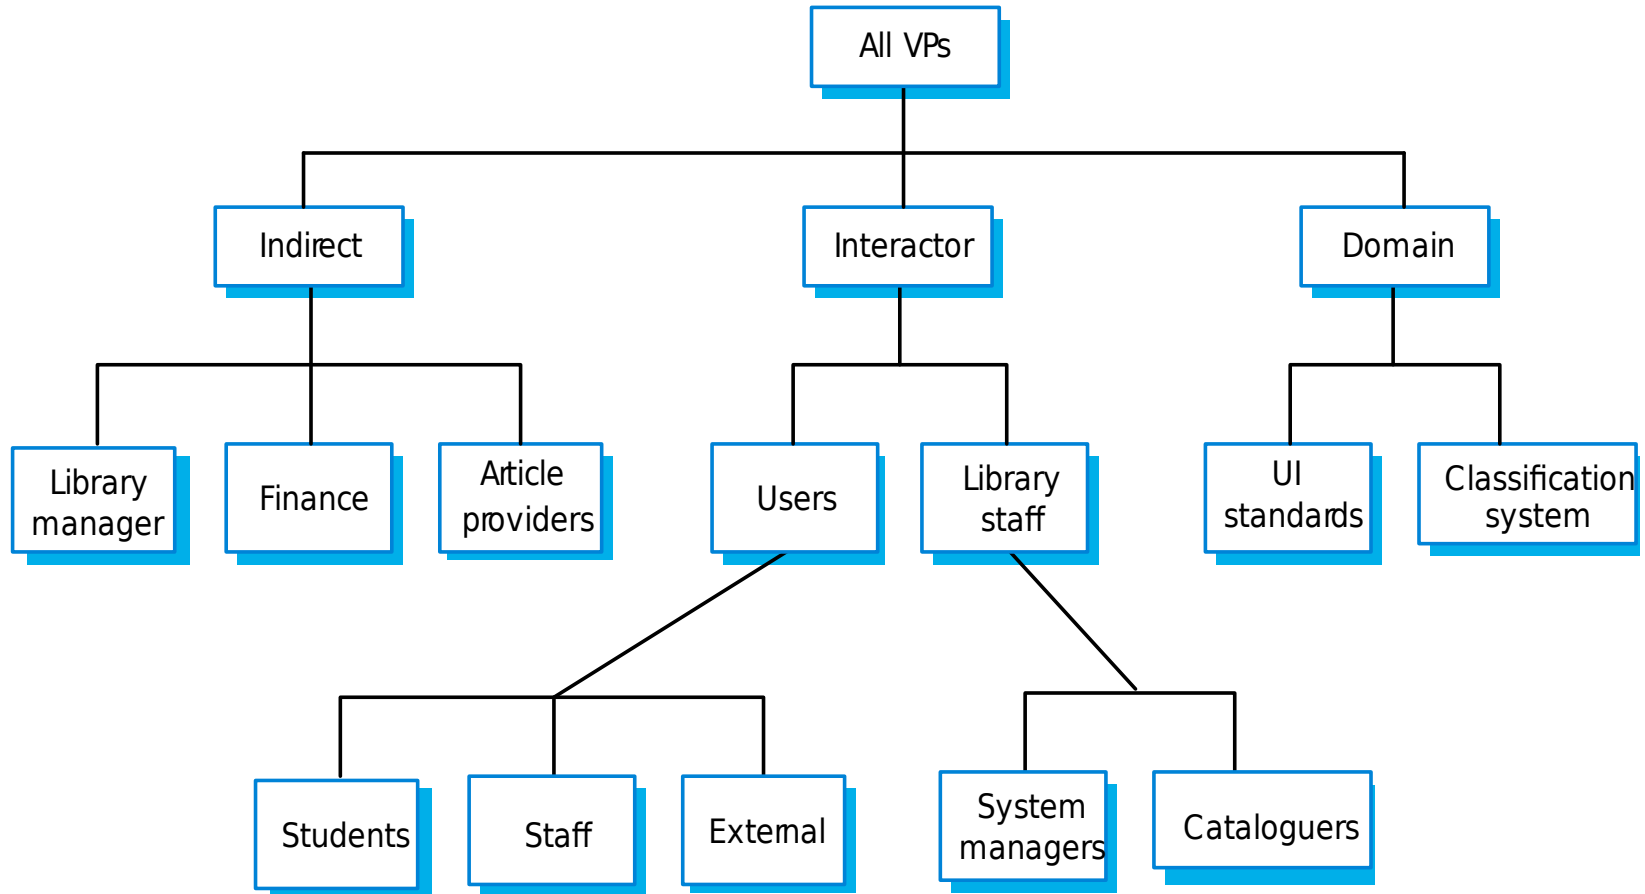 All VPs
Indirect
Interactor
Domain
Library
manager
Finance
Article
providers
Users
Library
staff
UI
standards
Classification
system
Students
Staff
External
System
managers
Cataloguers